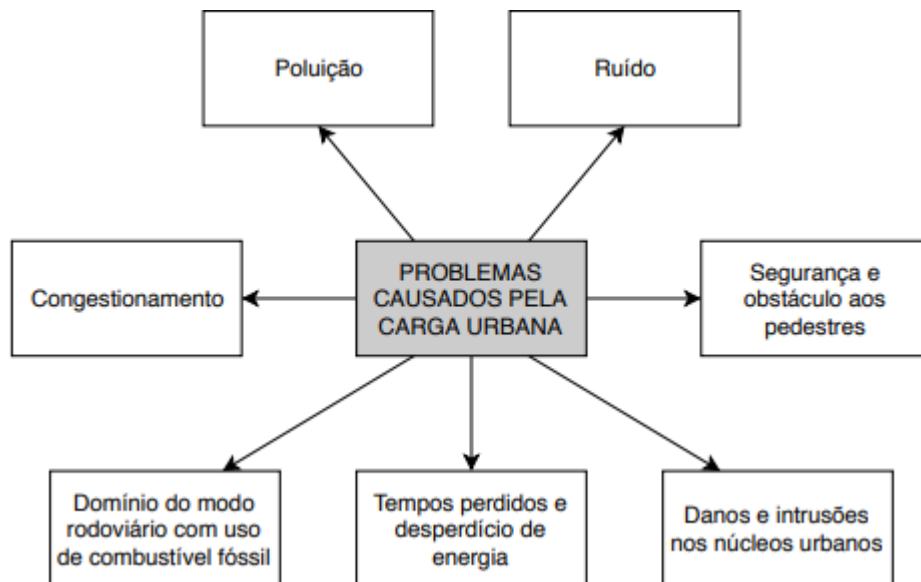 Poluição
Ruído
Congestionamento
PROBLEMAS
CAUSADOS PELA
CARGA URBANA
Segurança e
obstáculo aos
pedestres
Domínio do modo
rodoviário com uso
de combustível fóssil
Tempos perdidos e
desperdício de
energia
Danos e intrusões
nos núcleos urbanos